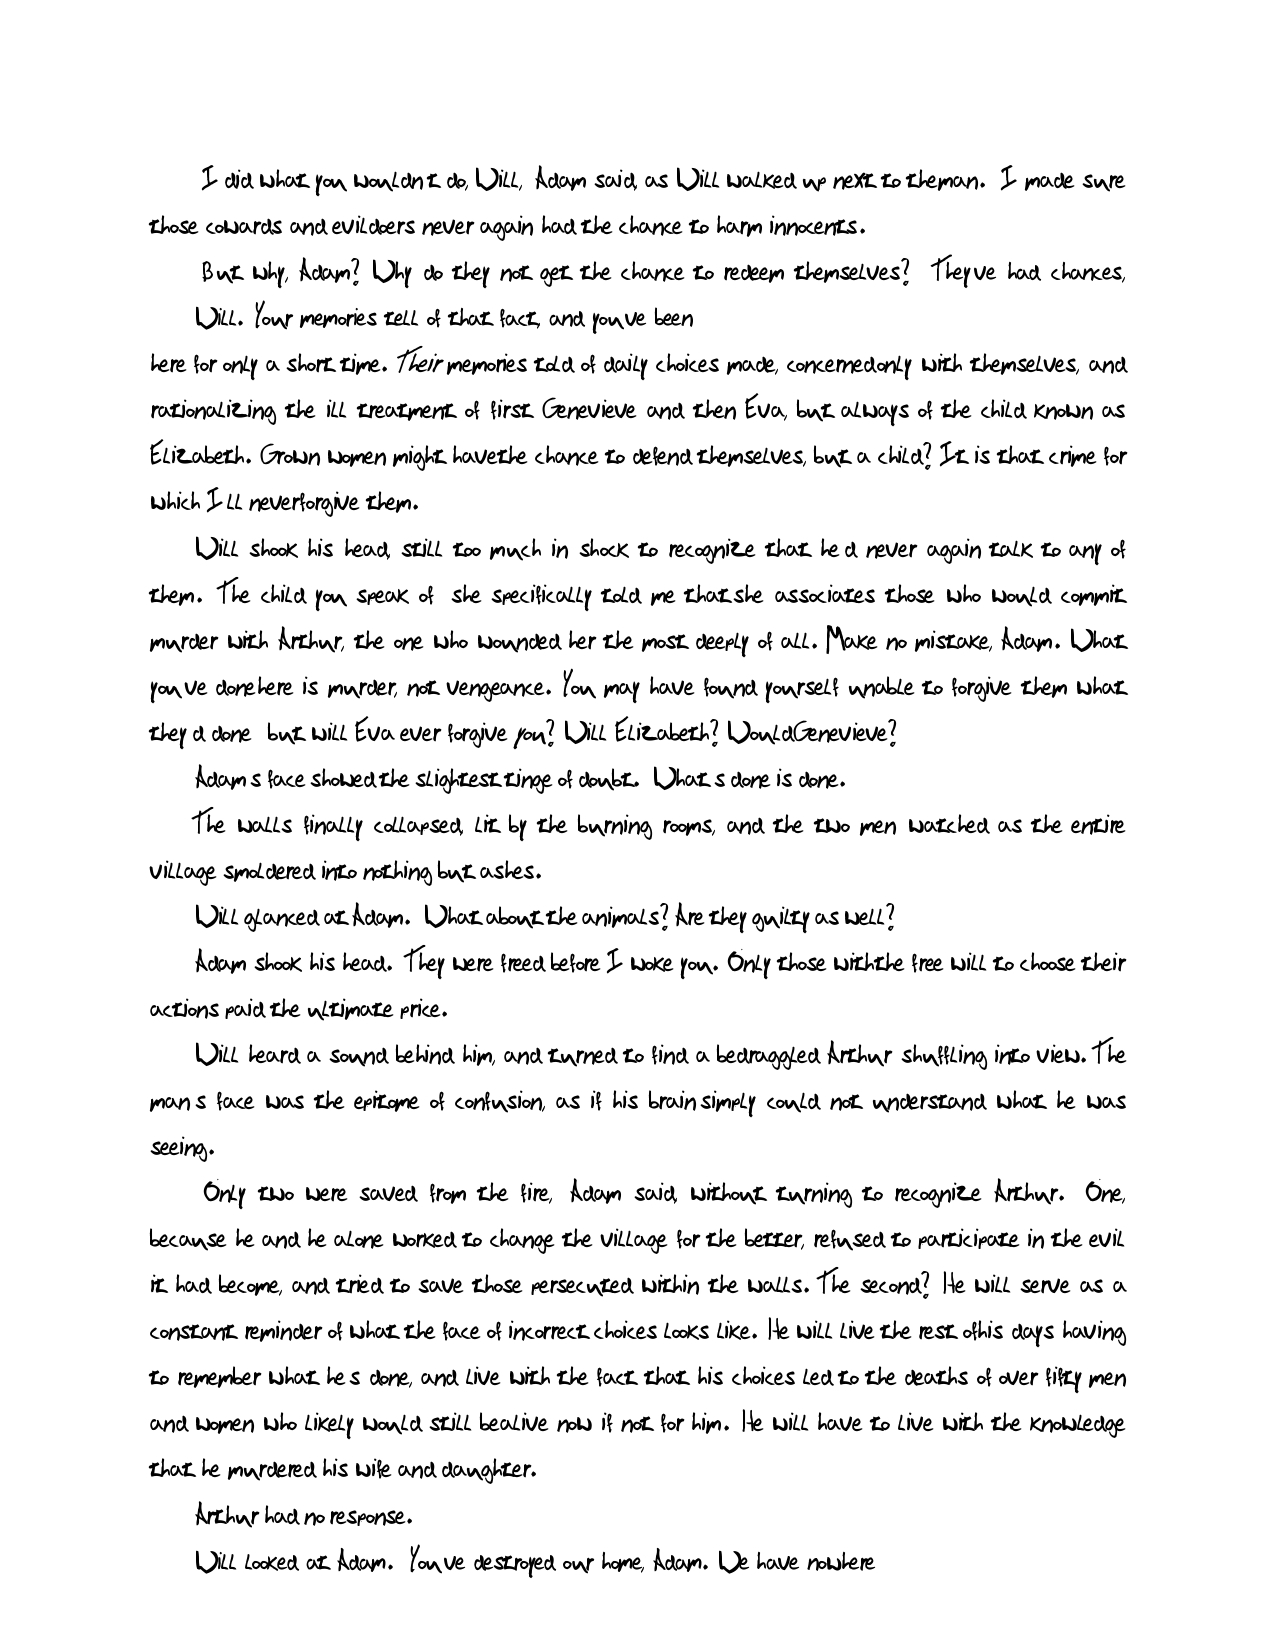 I did what you wouldn t do, Will, Adam said, as Will walked up next to theman. I made sure
those cowards and evildoers never again had the chance to harm innocents.
But why, Adam? Why do they not get the chance to redeem themselves? They ve had chances,
Will. Your memories tell of that fact, and you ve been
here for only a short time. Their memories told of daily choices made, concernedonly with themselves, and
rationalizing the ill treatment of first Genevieve and then Eva, but always of the child known as
Elizabeth. Grown women might havethe chance to defend themselves, but a child? It is that crime for
which I ll neverforgive them.
Will shook his head, still too much in shock to recognize that he d never again talk to any of
them. The child you speak of she specifically told me thatshe associates those who would commit
murder with Arthur, the one who wounded her the most deeply of all. Make no mistake, Adam. What
you ve donehere is murder, not vengeance. You may have found yourself unable to forgive them what
they d done but will Eva ever forgive you? Will Elizabeth? WouldGenevieve?
Adam s face showed the slightest tinge of doubt. What s done is done.
The walls finally collapsed, lit by the burning rooms, and the two men watched as the entire
village smoldered into nothing but ashes.
Will glanced at Adam. What about the animals? Are they guilty as well?
Adam shook his head. They were freed before I woke you. Only those withthe free will to choose their
actions paid the ultimate price.
Will heard a sound behind him, and turned to find a bedraggled Arthur shuffling into view. The
man s face was the epitome of confusion, as if his brain simply could not understand what he was
seeing.
Only two were saved from the fire, Adam said, without turning to recognize Arthur. One,
because he and he alone worked to change the village for the better, refused to participate in the evil
it had become, and tried to save those persecuted within the walls. The second? He will serve as a
constant reminder of what the face of incorrect choices looks like. He will live the rest ofhis days having
to remember what he s done, and live with the fact that his choices led to the deaths of over fifty men
and women who likely would still bealive now if not for him. He will have to live with the knowledge
that he murdered his wife and daughter.
Arthur had no response.
Will looked at Adam. You ve destroyed our home, Adam. We have nowhere